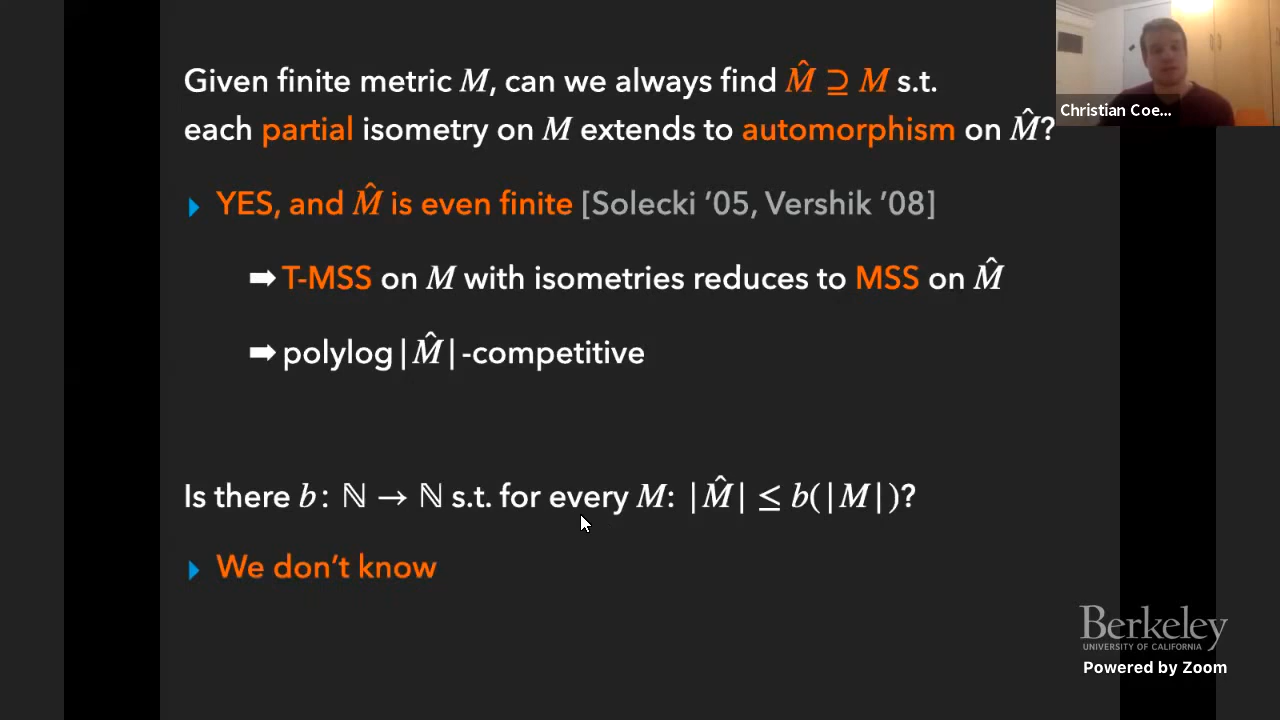 Given finite metric M, can we always find M̂ ⊇ M s.t.
each partial isometry on M extends to automorphism on M̂?
YES, and M̂ is even finite [Solecki ’05, Vershik ’08]
➡ T-MSS on M with isometries reduces to MSS on M̂
➡ polylog|M̂|-competitive
Is there b: ℕ → ℕ s.t. for every M: |M̂| ≤ b(|M|)?
We don’t know
Christian Coe...
Berkeley
UNIVERSITY OF CALIFORNIA
Powered by Zoom